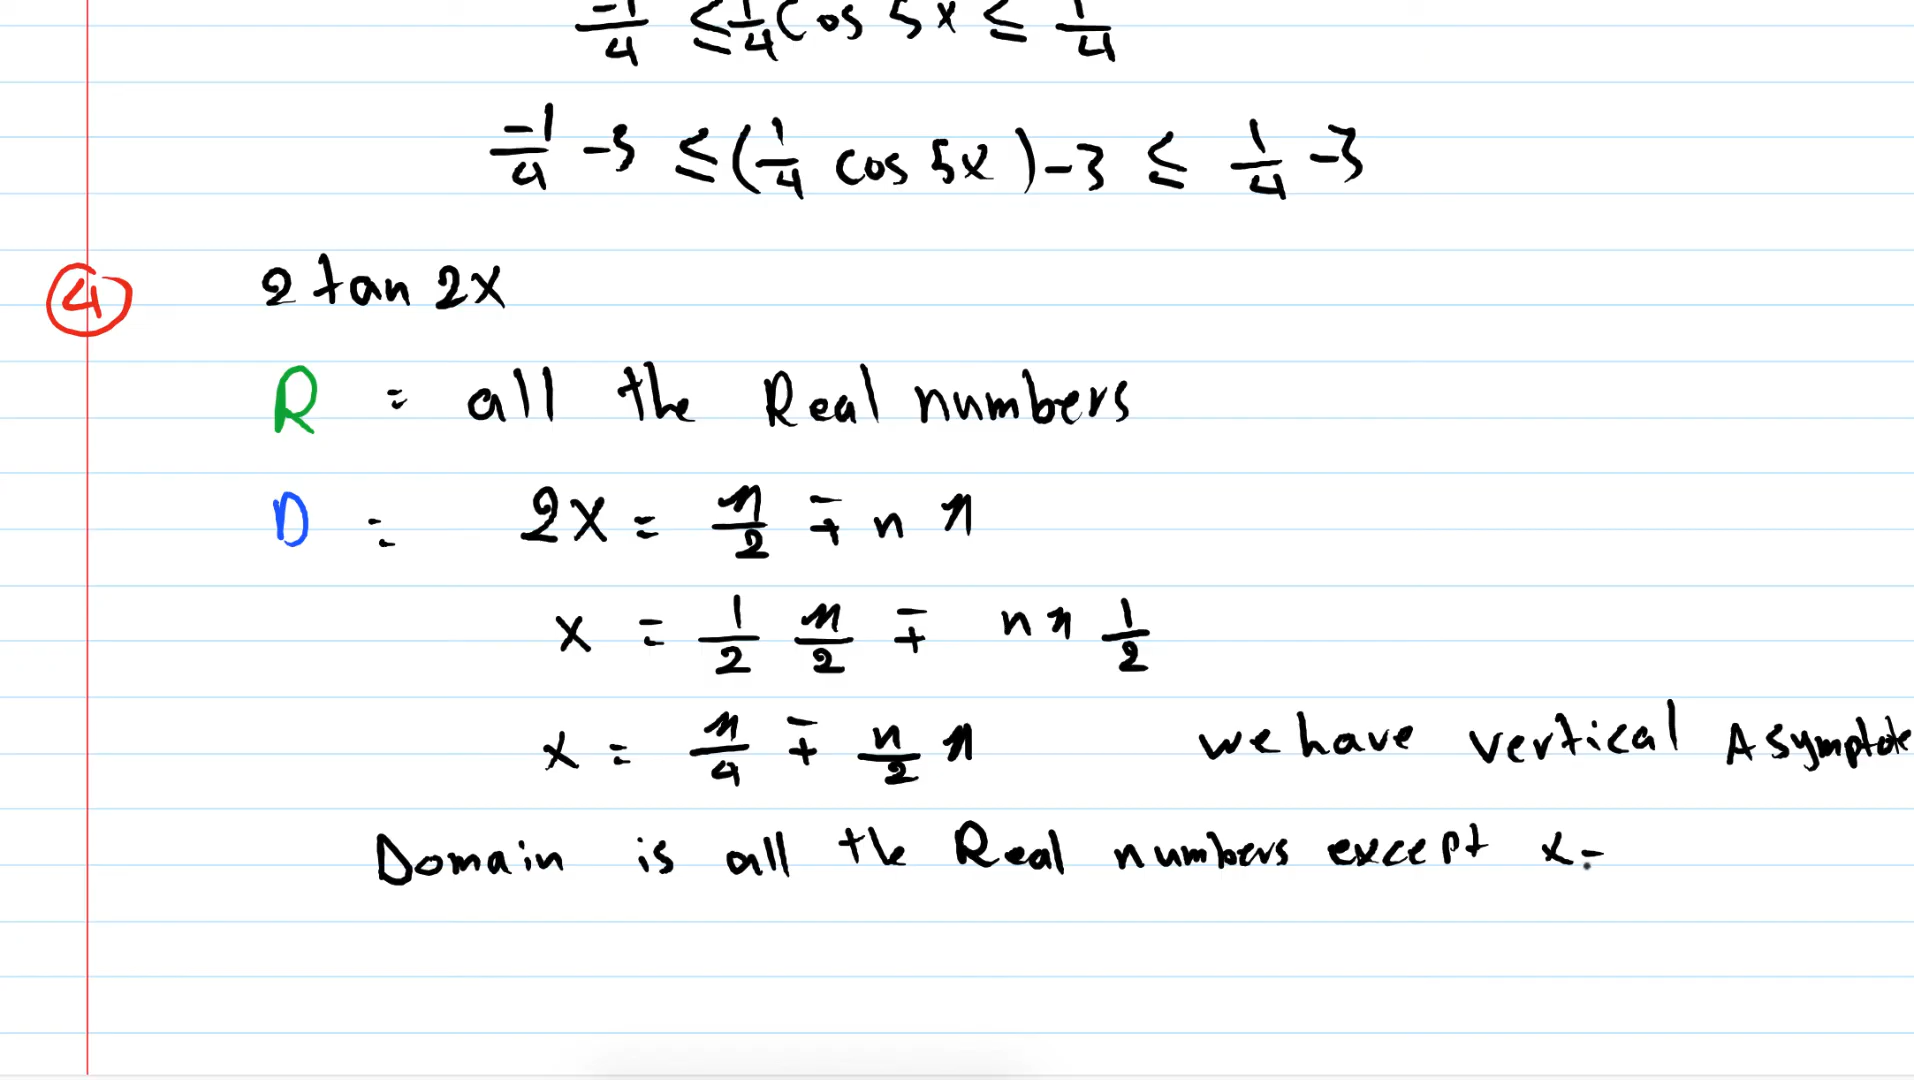 -1/4 ≤ 1/4 cos 5x ≤ 1/4
-1/4 -3 ≤ (1/4 cos 5x) -3 ≤ 1/4 -3
4 2 tan 2x
R = all the Real numbers
D = 2x = π/2 ∓ n π
x = 1/2 π/2 ∓ nπ 1/2
x = π/4 ∓ n/2 π we have vertical Asymptote
Domain is all the Real numbers except x=